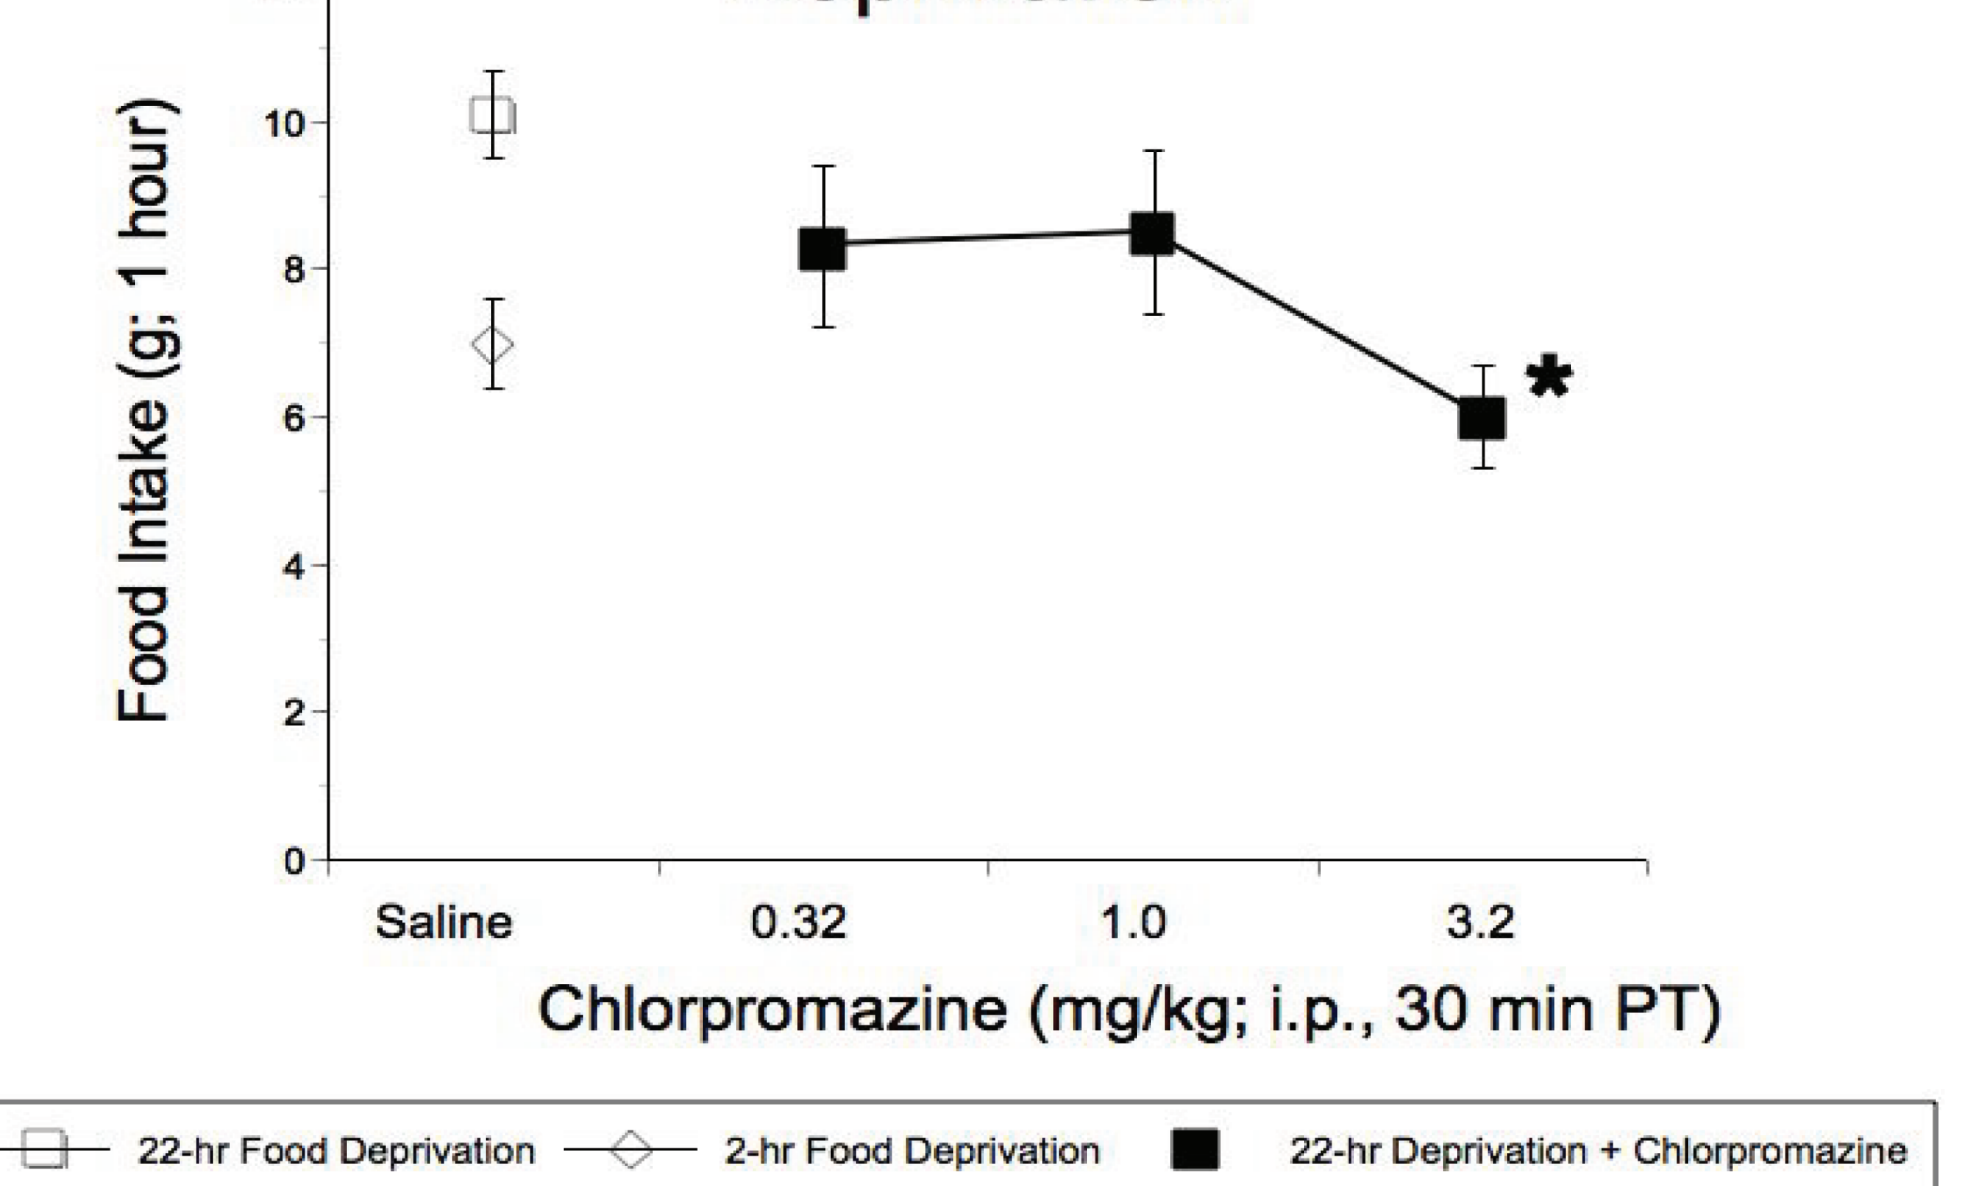 Food Intake (g; 1 hour)
10
8
6
4
2
0
*
Saline 0.32 1.0 3.2
Chlorpromazine (mg/kg; i.p., 30 min PT)
22-hr Food Deprivation 2-hr Food Deprivation 22-hr Deprivation + Chlorpromazine